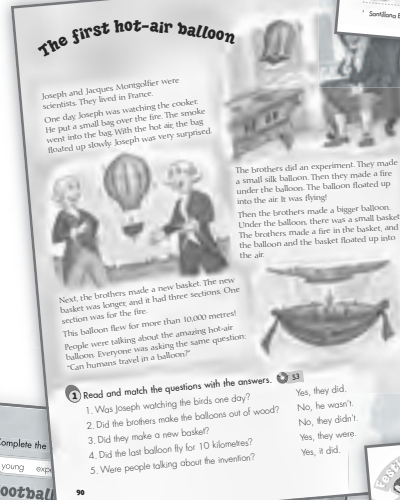 The first hot-air balloon
Santillana
Joseph and Jacques Montgolfier were
scientists. They lived in France.
One day, Joseph was watching the cooker.
He put a small bag over the fire. The smoke
went into the bag. With the hot air, the bag
floated up slowly. Joseph was very surprised.
The brothers did an experiment. They made
a small silk balloon. Then they made a fire
under the balloon. The balloon floated up
into the air. It was flying!
Then the brothers made a bigger balloon.
Under the balloon, there was a small basket.
The brothers made a fire in the basket, and
the balloon and the basket floated up into
the air.
Next, the brothers made a new basket. The new
basket was longer, and it had three sections. One
section was for the fire.
This balloon flew for more than 10,000 metres!
People were talking about the amazing hot-air
balloon. Everyone was asking the same question:
"Can humans travel in a balloon?"
1 Read and match the questions with the answers. 53
1. Was Joseph watching the birds one day? Yes, they did.
2. Did the brothers make the balloons out of wood? No, he wasn't.
3. Did they make a new basket? No, they didn't.
4. Did the last balloon fly for 10 kilometres? Yes, they were.
5. Were people talking about the invention? Yes, it did.
90
Complete the
young